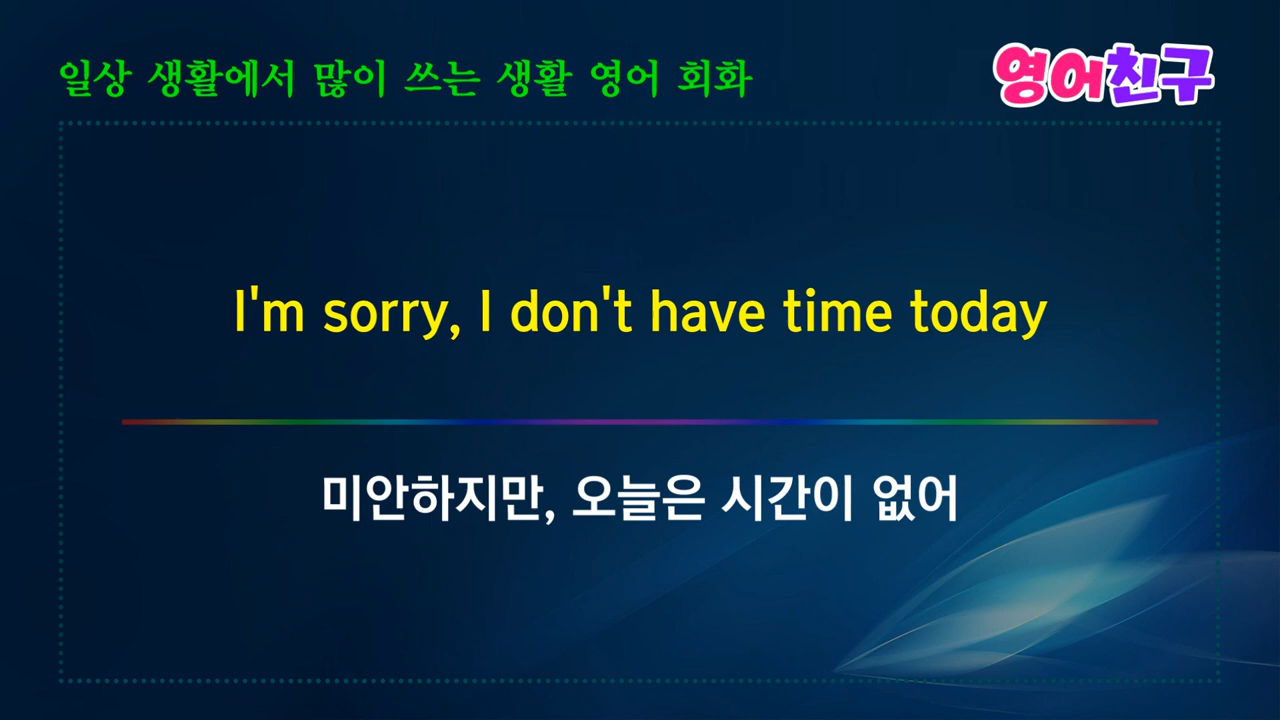 일상 생활에서 많이 쓰는 생활 영어 회화
영어친구
I'm sorry, I don't have time today
미안하지만, 오늘은 시간이 없어